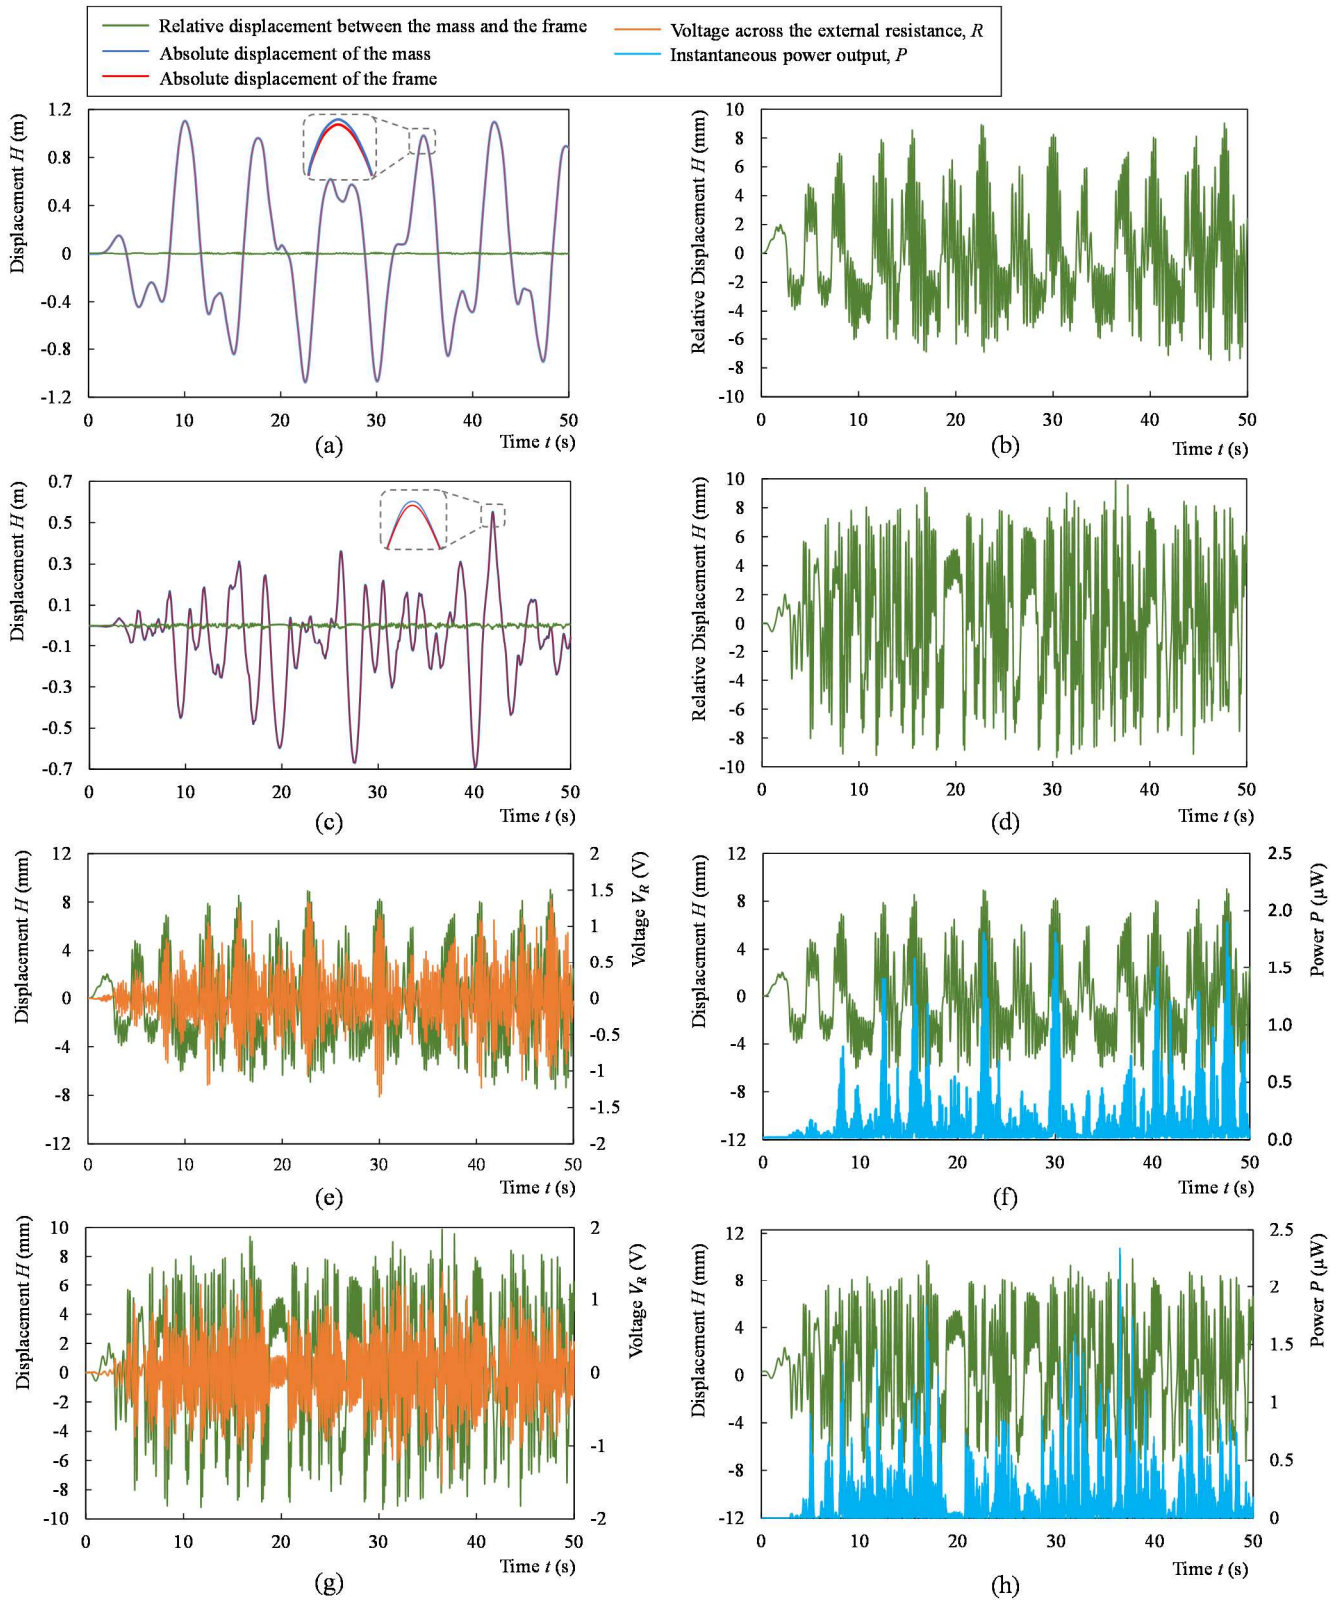 Relative displacement between the mass and the frame
Absolute displacement of the mass
Absolute displacement of the frame
Voltage across the external resistance, R
Instantaneous power output, P
Displacement H (m)
1.2
0.8
0.4
0
-0.4
-0.8
-1.2
0 10 20 30 40 50
Time t (s)
(a)
Relative Displacement H (mm)
10
8
6
4
2
0
-2
-4
-6
-8
-10
0 10 20 30 40 50
Time t (s)
(b)
Displacement H (m)
0.7
0.5
0.3
0.1
-0.1
-0.3
-0.5
-0.7
0 10 20 30 40 50
Time t (s)
(c)
Relative Displacement H (mm)
10
8
6
4
2
0
-2
-4
-6
-8
-10
0 10 20 30 40 50
Time t (s)
(d)
Displacement H (mm)
12
8
4
0
-4
-8
-12
2
1.5
1
0.5
0
-0.5
-1
-1.5
-2
Voltage VR (V)
0 10 20 30 40 50
Time t (s)
(e)
Displacement H (mm)
12
8
4
0
-4
-8
-12
2.5
2.0
1.5
1.0
0.5
0.0
Power P (μW)
0 10 20 30 40 50
Time t (s)
(f)
Displacement H (mm)
10
8
6
4
2
0
-2
-4
-6
-8
-10
2
1
0
-1
-2
Voltage VR (V)
0 10 20 30 40 50
Time t (s)
(g)
Displacement H (mm)
12
8
4
0
-4
-8
-12
2.5
2
1.5
1
0.5
0
Power P (μW)
0 10 20 30 40 50
Time t (s)
(h)